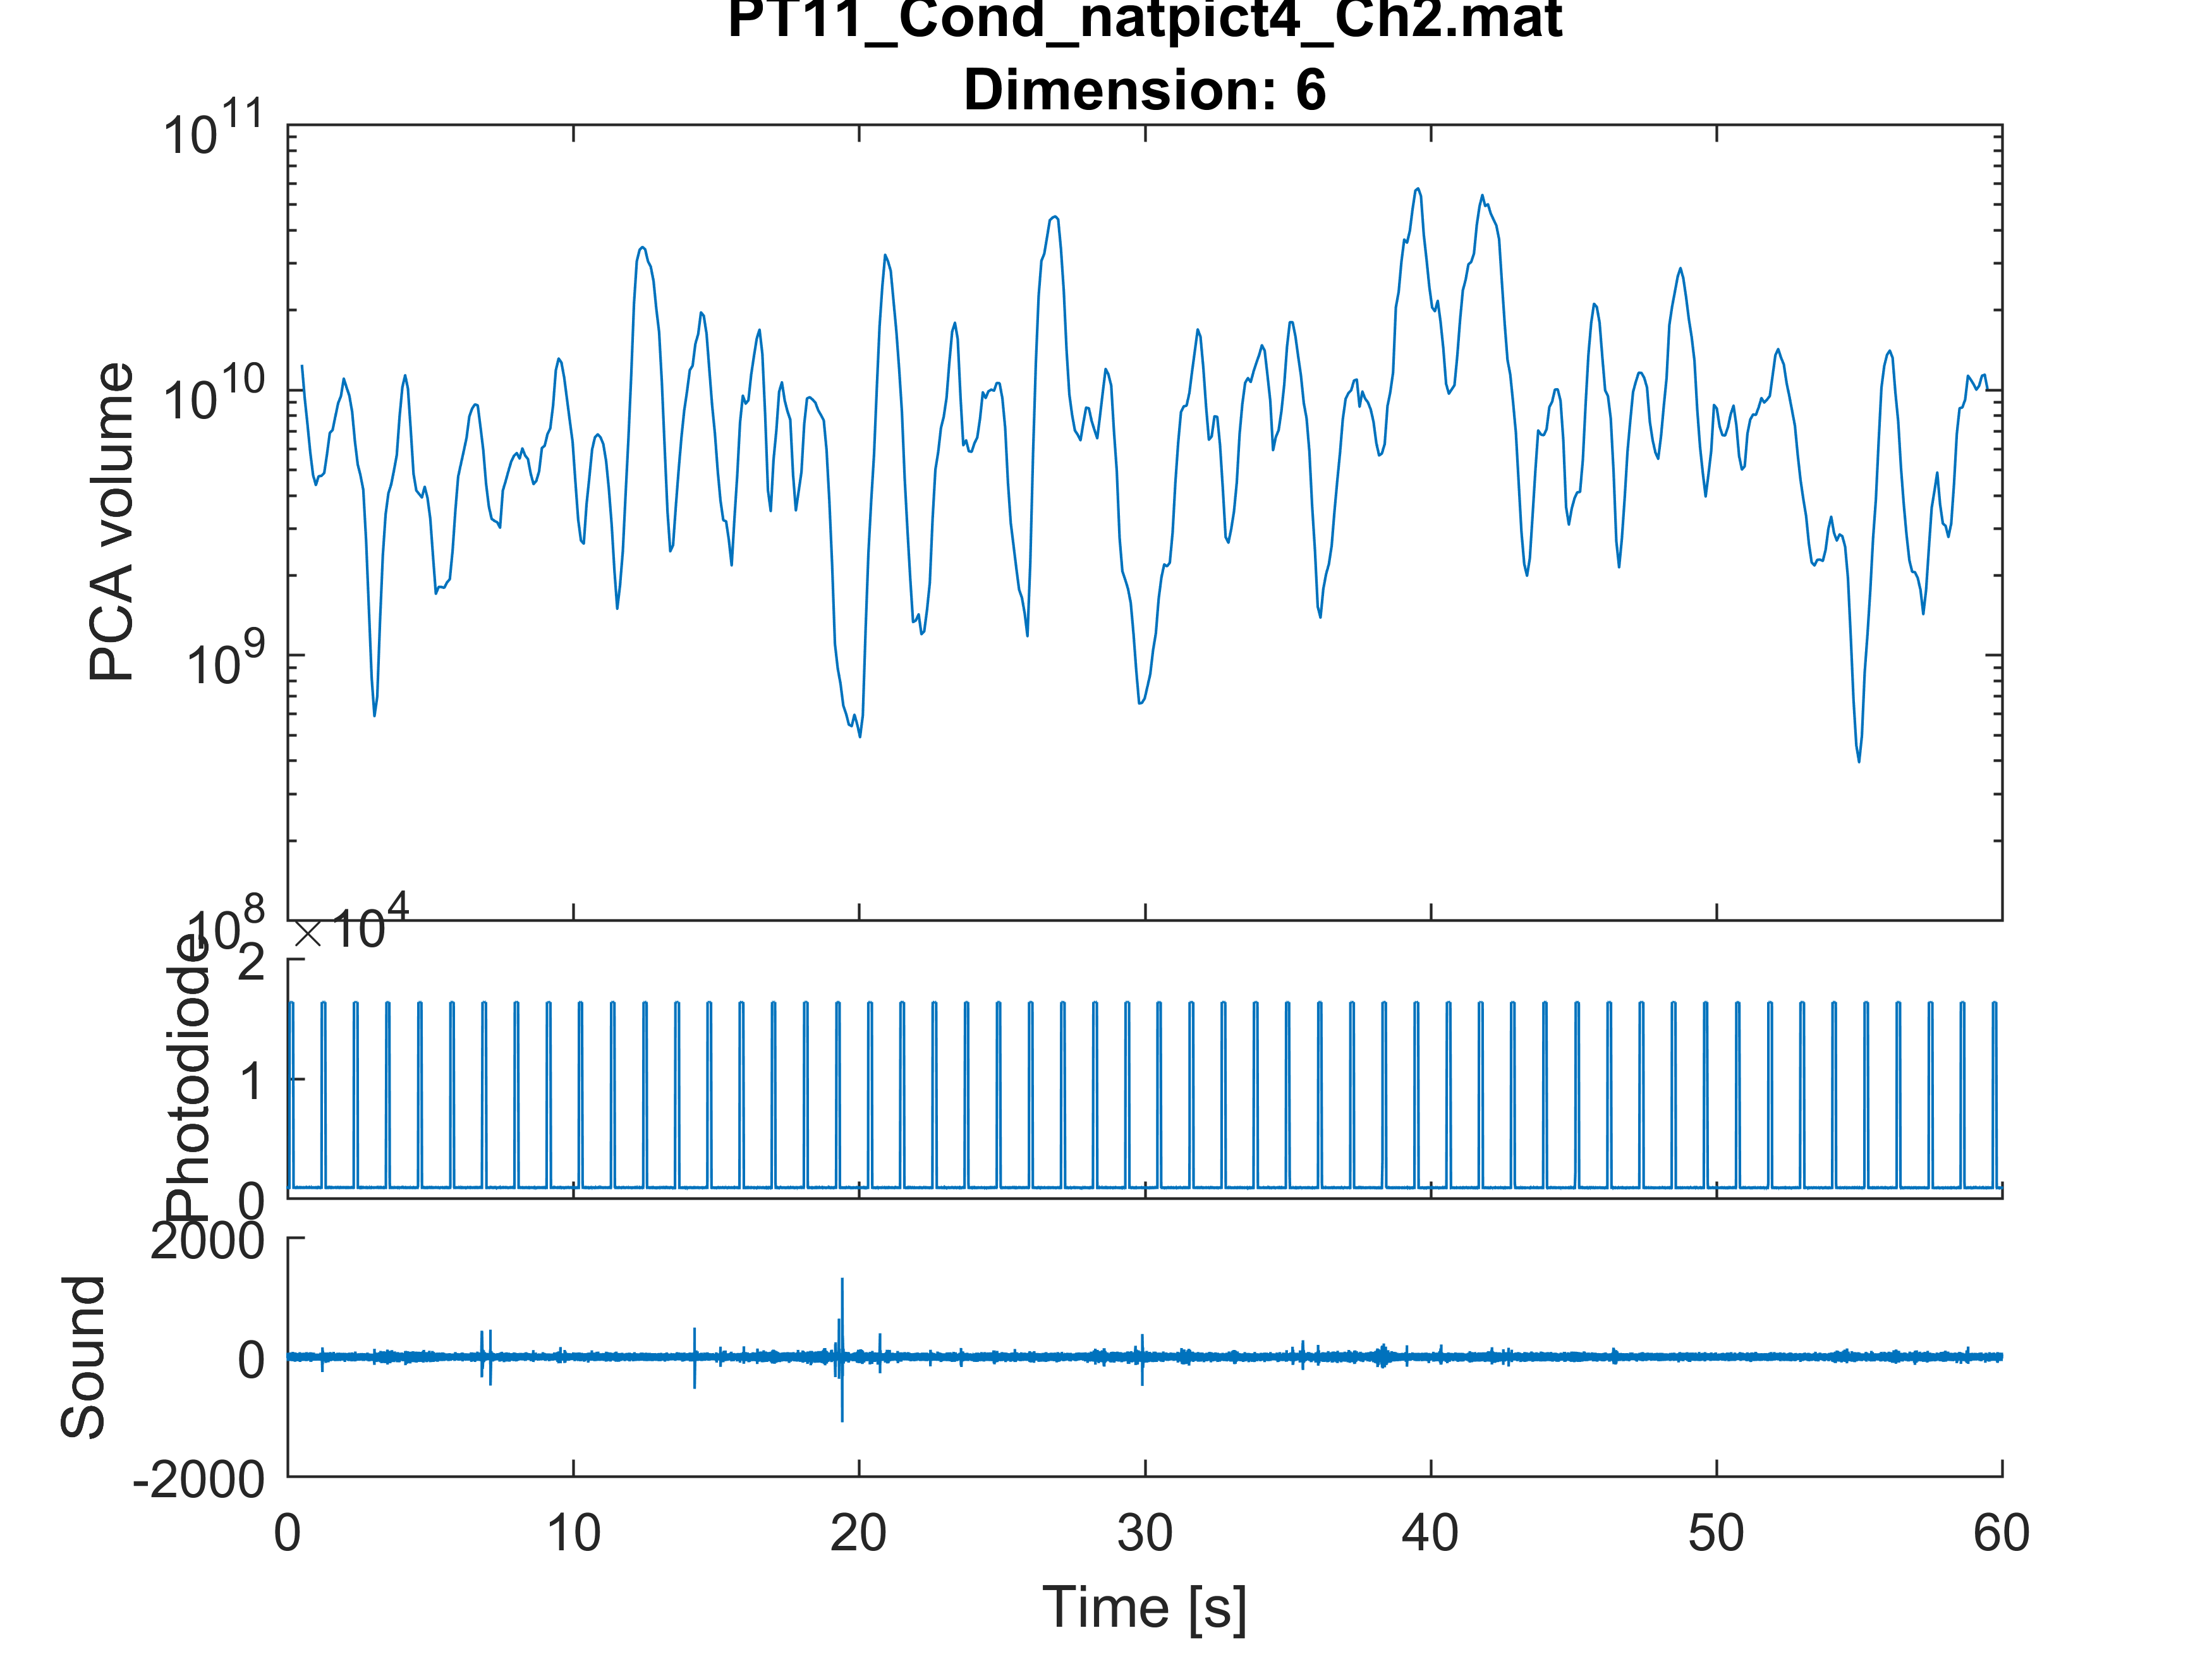 PT11_Cond_natpict4_Ch2.mat
Dimension: 6
10^11
10^10
10^9
10^8
PCA volume
× 10^4
2
1
0
Photodiode
2000
0
-2000
Sound
0 10 20 30 40 50 60
Time [s]